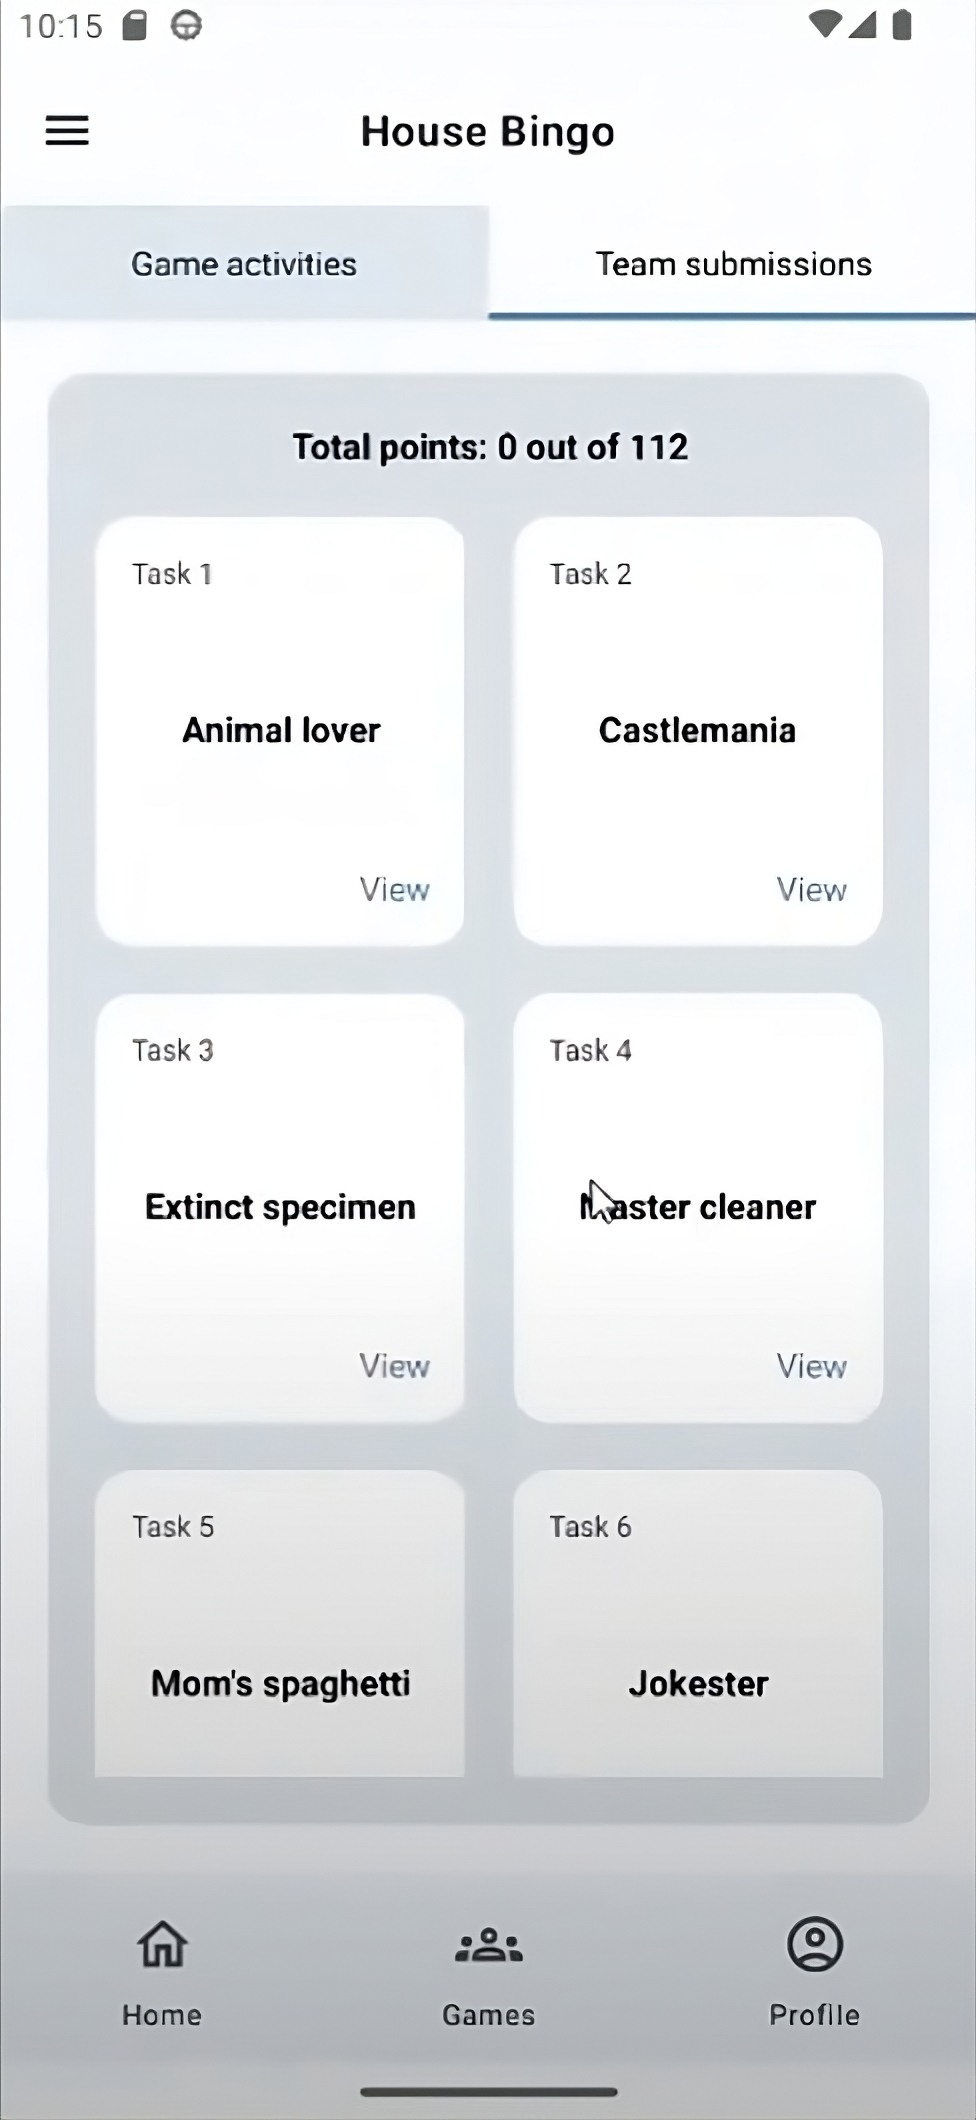 10:15
House Bingo
Game activities Team submissions
Total points: 0 out of 112
Task 1 Task 2
Animal lover Castlemania
View View
Task 3 Task 4
Extinct specimen Master cleaner
View View
Task 5 Task 6
Mom's spaghetti Jokester
Home Games Profile